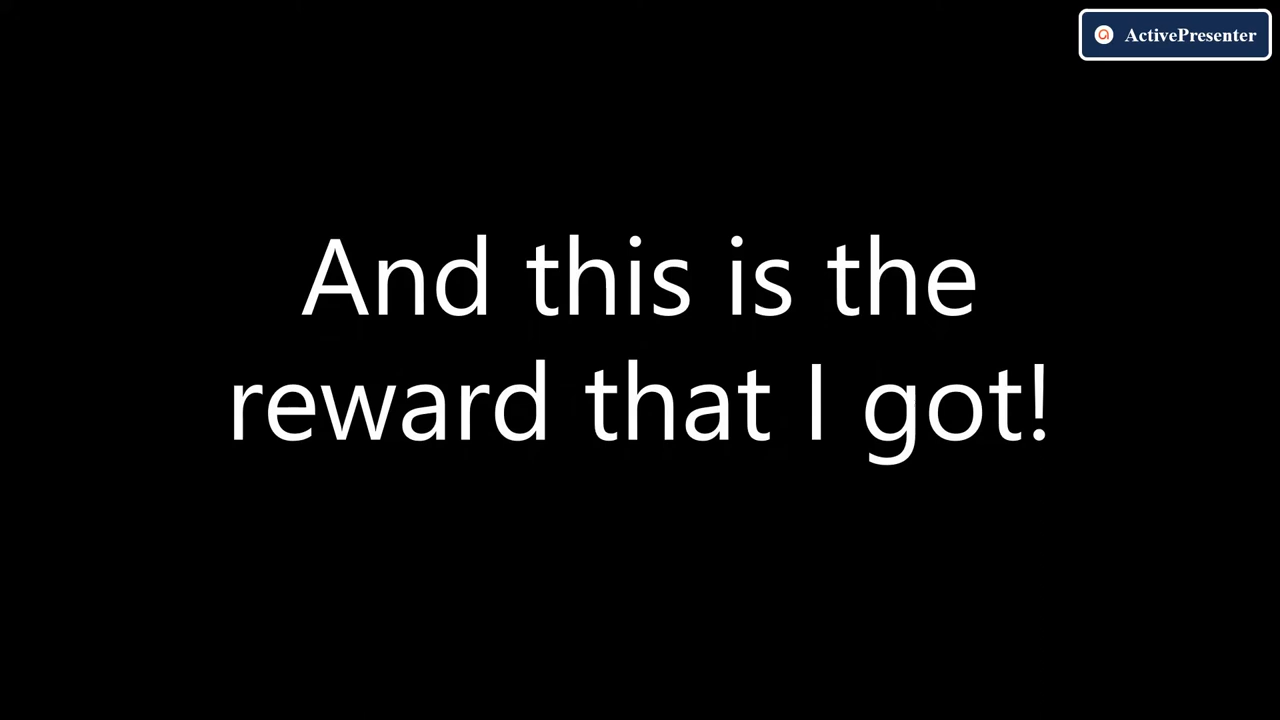 ActivePresenter
And this is the
reward that I got!